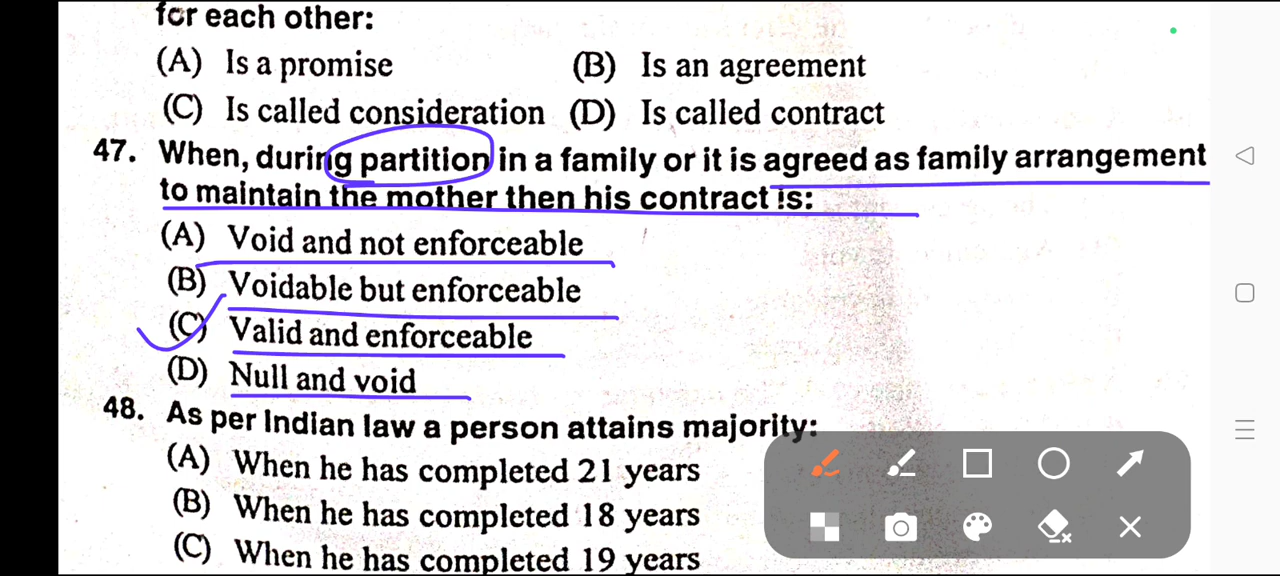 for each other:
(A) Is a promise (B) Is an agreement
(C) Is called consideration (D) Is called contract
47. When, during partition in a family or it is agreed as family arrangement
to maintain the mother then his contract is:
(A) Void and not enforceable
(B) Voidable but enforceable
(C) Valid and enforceable
(D) Null and void
48. As per Indian law a person attains majority:
(A) When he has completed 21 years
(B) When he has completed 18 years
(C) When he has completed 19 years